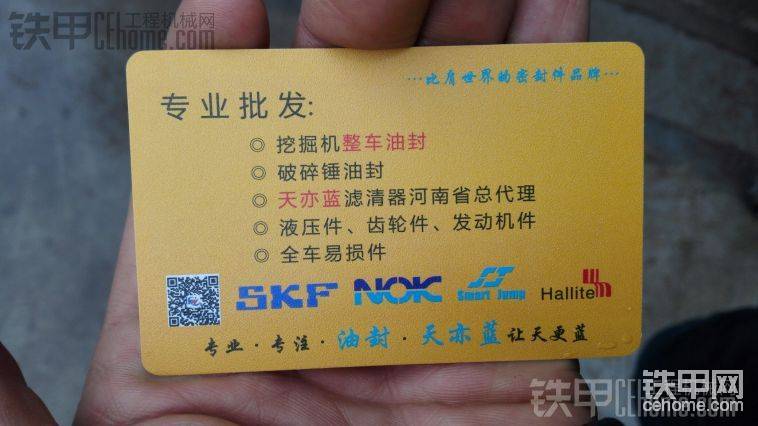 铁甲工程机械网
CEhome.com
···比肩世界的密封件品牌···
专业批发:
◎ 挖掘机整车油封
◎ 破碎锤油封
◎ 天亦蓝滤清器河南省总代理
◎ 液压件、齿轮件、发动机件
◎ 全车易损件
SKF NOK Smart Jump Hallite
专业·专注·油封·天亦蓝让天更蓝
铁甲网
cehome.com